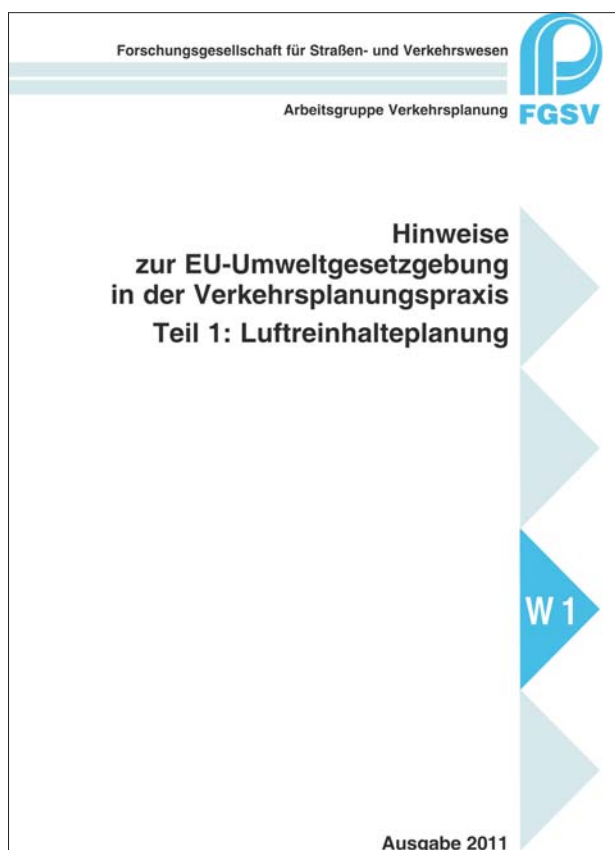 Forschungsgesellschaft für Straßen- und Verkehrswesen
Arbeitsgruppe Verkehrsplanung
FGSV
Hinweise
zur EU-Umweltgesetzgebung
in der Verkehrsplanungspraxis
Teil 1: Luftreinhalteplanung
W 1
Ausgabe 2011